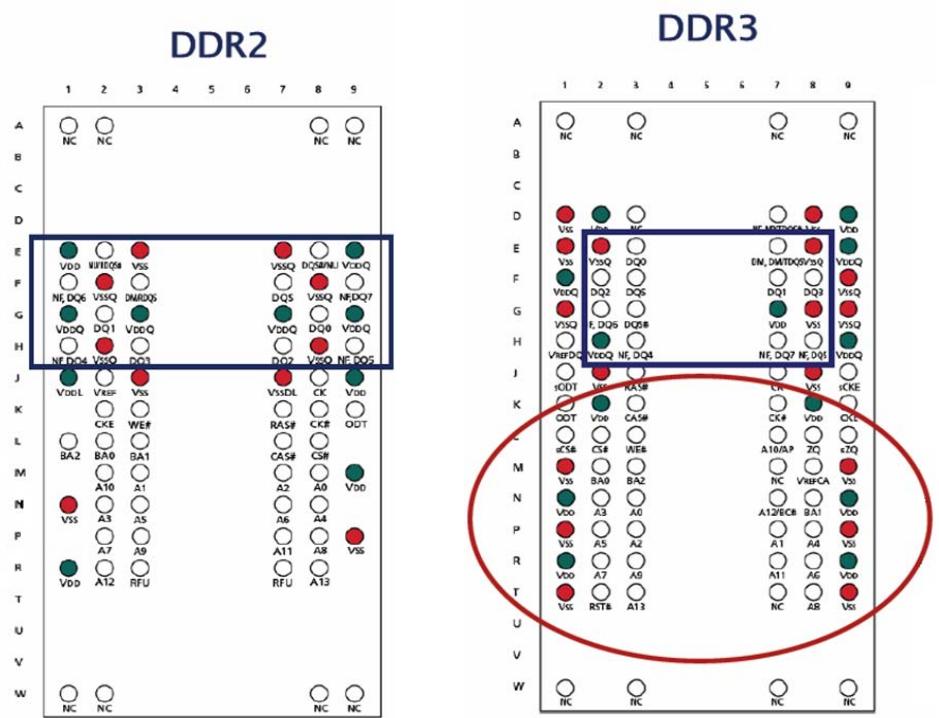 DDR2
1 2 3 4 5 6 7 8 9
A
NC NC NC NC
B
C
D
E
VDD VSS VSSQ DQS#/NU VDDQ
F
NF, DQ6 VSSQ DM/RDQS DQS VSSQ NF,DQ7
G
VDDQ DQ1 VDDQ VDDQ DQ0 VDDQ
H
NF, DQ4 VSSQ DQ3 DQ2 VSSQ NF, DQ5
J
VDDL VREF VSS VSSDL CK VDD
K
CKE WE# RAS# CK# ODT
L
BA2 BA0 BA1 CAS# CS#
M
A10 A1 A2 A0 VDD
N
VSS A3 A5 A6 A4
P
A7 A9 A11 A8 VSS
R
VDD A12 RFU RFU A13
T
U
V
W
NC NC NC NC
DDR3
1 2 3 4 5 6 7 8 9
A
NC NC NC NC
B
C
D
VSS VDD NC VSS VDD
E
VSS VSSQ DQ0 DM, DM/TDQS VSSQ VDDQ
F
VDDQ DQ2 DQS DQ1 DQ3 VSSQ
G
VSSQ F, DQ6 DQS# VDD VSS VSSQ
H
VREFDQ VDDQ NF, DQ4 NF, DQ7 NF, DQ5 VDDQ
J
sODT VSS RAS# CK VSS sCKE
K
ODT VDD CAS# CK# VDD CKE
sCS# CS# WE# A10/AP ZQ sZQ
M
VSS BA0 BA2 NC VREFCA VSS
N
VDD A3 A0 A12/BC# BA1 VDD
P
VSS A5 A2 A1 A4 VSS
R
VDD A7 A9 A11 A6 VDD
T
VSS RST# A13 NC A8 VSS
U
V
W
NC NC NC NC